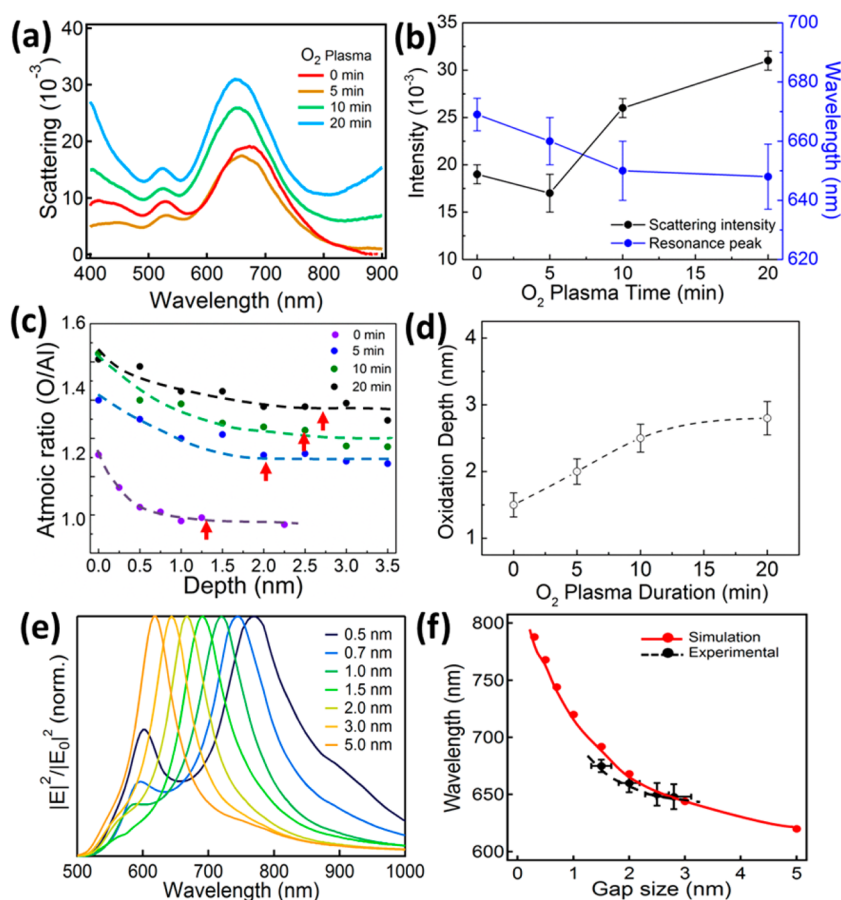 (a)
Scattering (10-3)
40
30
20
10
0
O2 Plasma
0 min
5 min
10 min
20 min
400 500 600 700 800 900
Wavelength (nm)
(b)
Intensity (10-3)
35
30
25
20
15
10
700
680
660
640
620
Wavelength (nm)
Scattering intensity
Resonance peak
0 5 10 20
O2 Plasma Time (min)
(c)
Atmoic ratio (O/Al)
1.6
1.4
1.2
1.0
0 min
5 min
10 min
20 min
0.0 0.5 1.0 1.5 2.0 2.5 3.0 3.5
Depth (nm)
(d)
Oxidation Depth (nm)
4
3
2
1
0 5 10 20
O2 Plasma Duration (min)
(e)
|E|2/|E0|2 (norm.)
0.5 nm
0.7 nm
1.0 nm
1.5 nm
2.0 nm
3.0 nm
5.0 nm
500 600 700 800 900 1000
Wavelength (nm)
(f)
Wavelength (nm)
800
750
700
650
600
Simulation
Experimental
0 1 2 3 4 5
Gap size (nm)